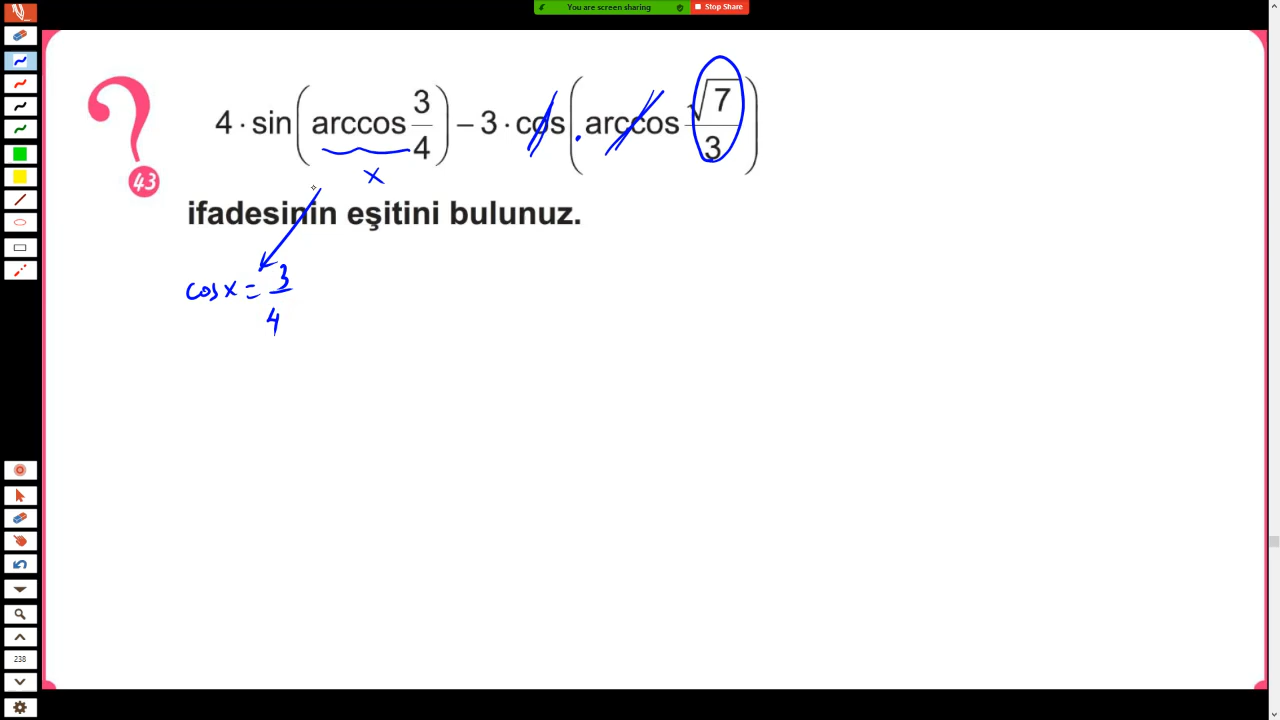 You are screen sharing
Stop Share
43
4 · sin(arccos 3/4) – 3 · cos(arccos √7/3)
x
ifadesinin eşitini bulunuz.
cosx = 3/4
238